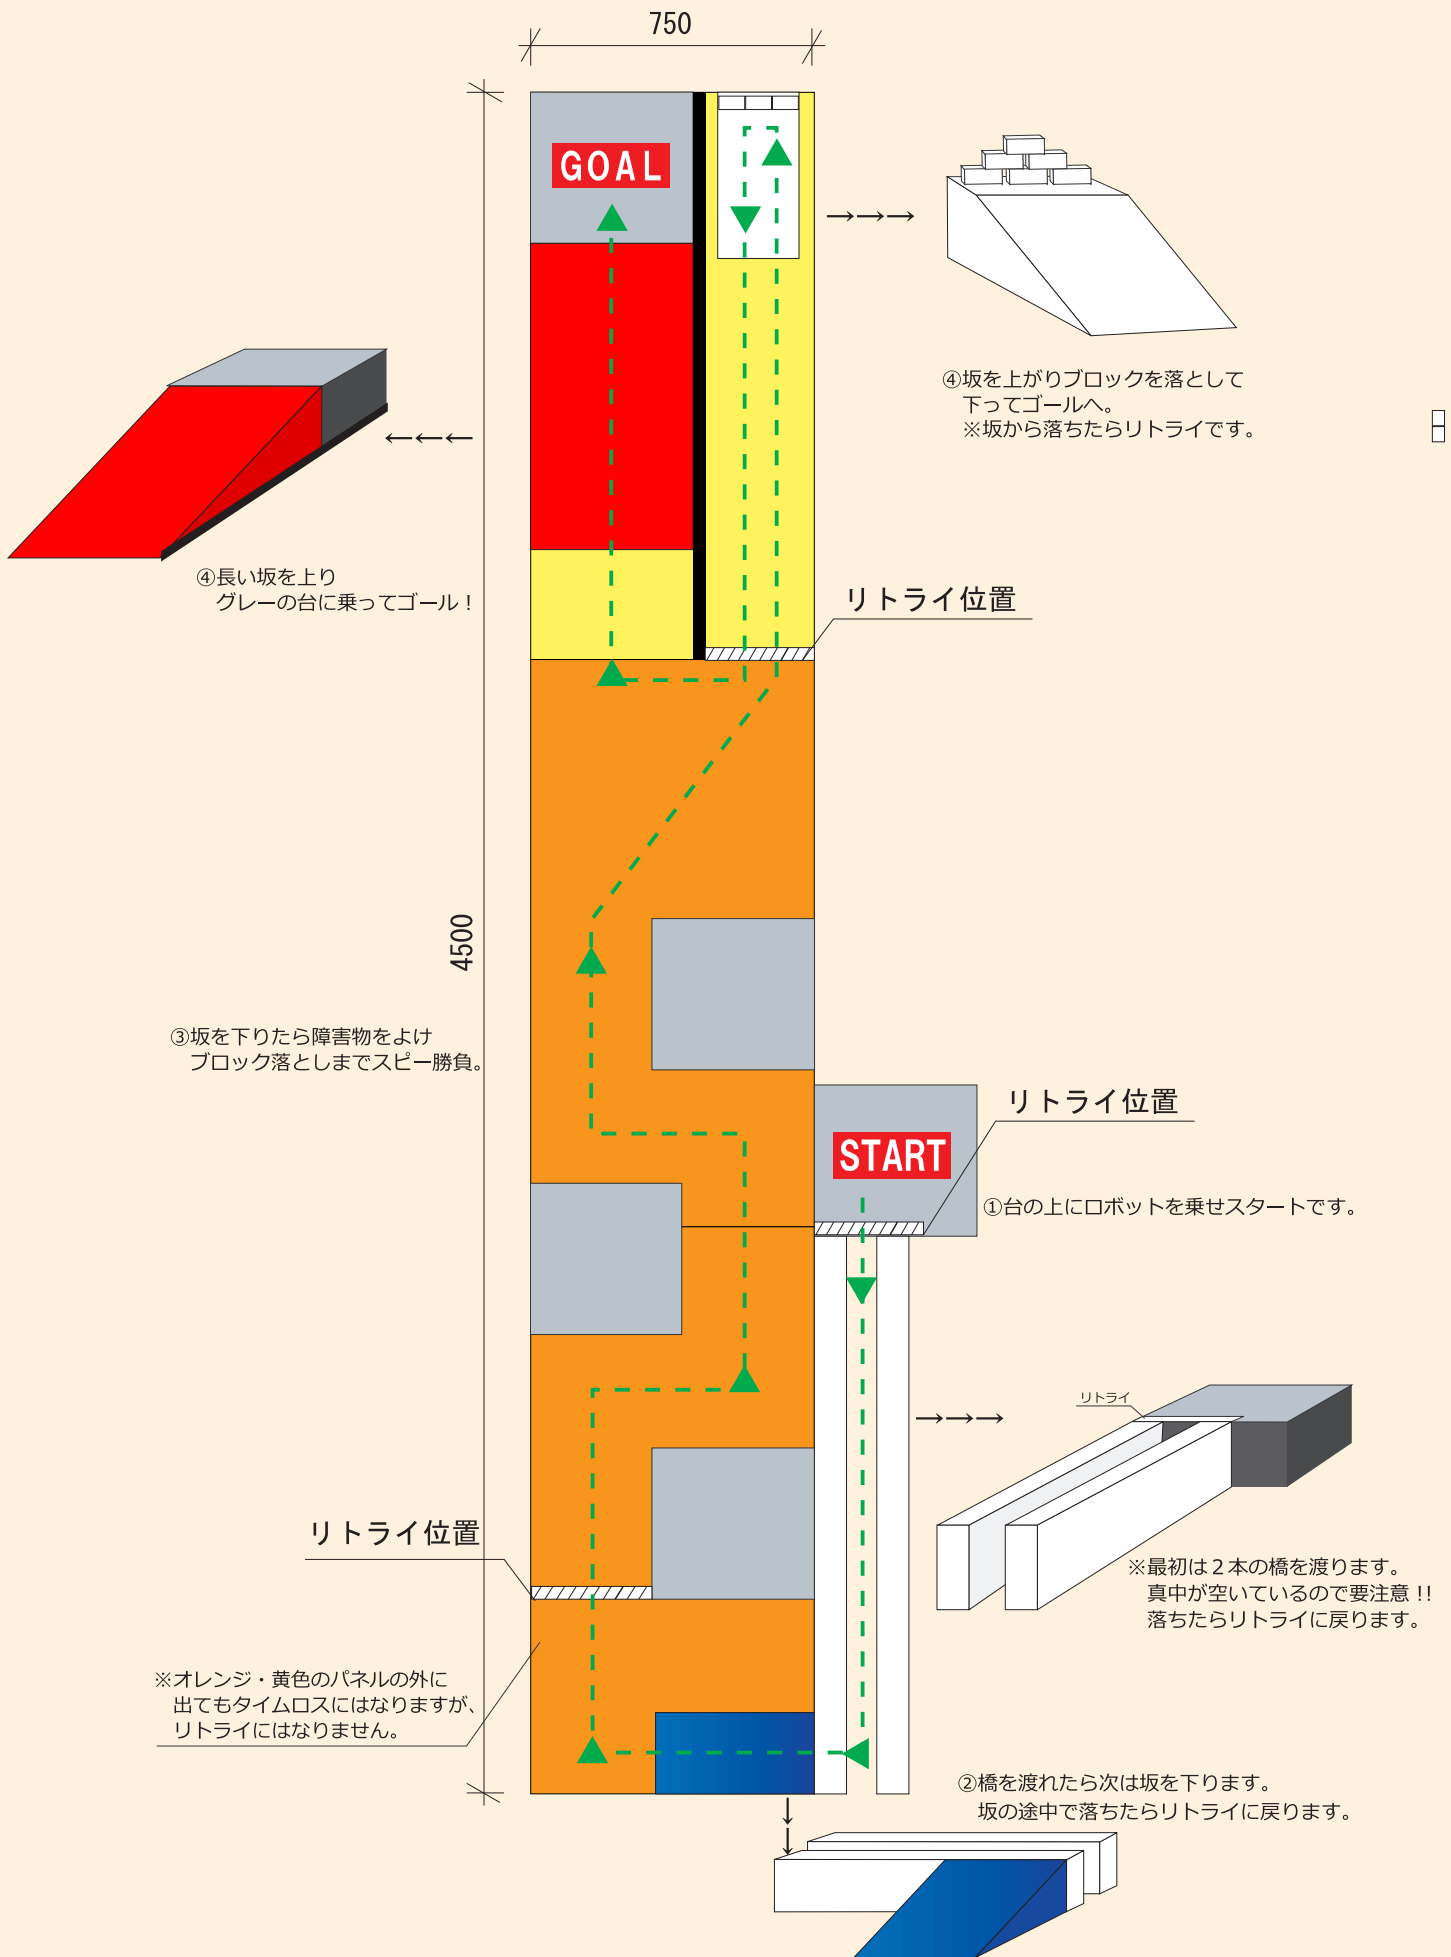 750
GOAL
④坂を上がりブロックを落として
下ってゴールへ。
※坂から落ちたらリトライです。
④長い坂を上り
グレーの台に乗ってゴール！
リトライ位置
4500
③坂を下りたら障害物をよけ
ブロック落としまでスピー勝負。
リトライ位置
START
①台の上にロボットを乗せスタートです。
リトライ
リトライ位置
※最初は２本の橋を渡ります。
真中が空いているので要注意 !!
落ちたらリトライに戻ります。
※オレンジ・黄色のパネルの外に
出てもタイムロスにはなりますが、
リトライにはなりません。
②橋を渡れたら次は坂を下ります。
坂の途中で落ちたらリトライに戻ります。